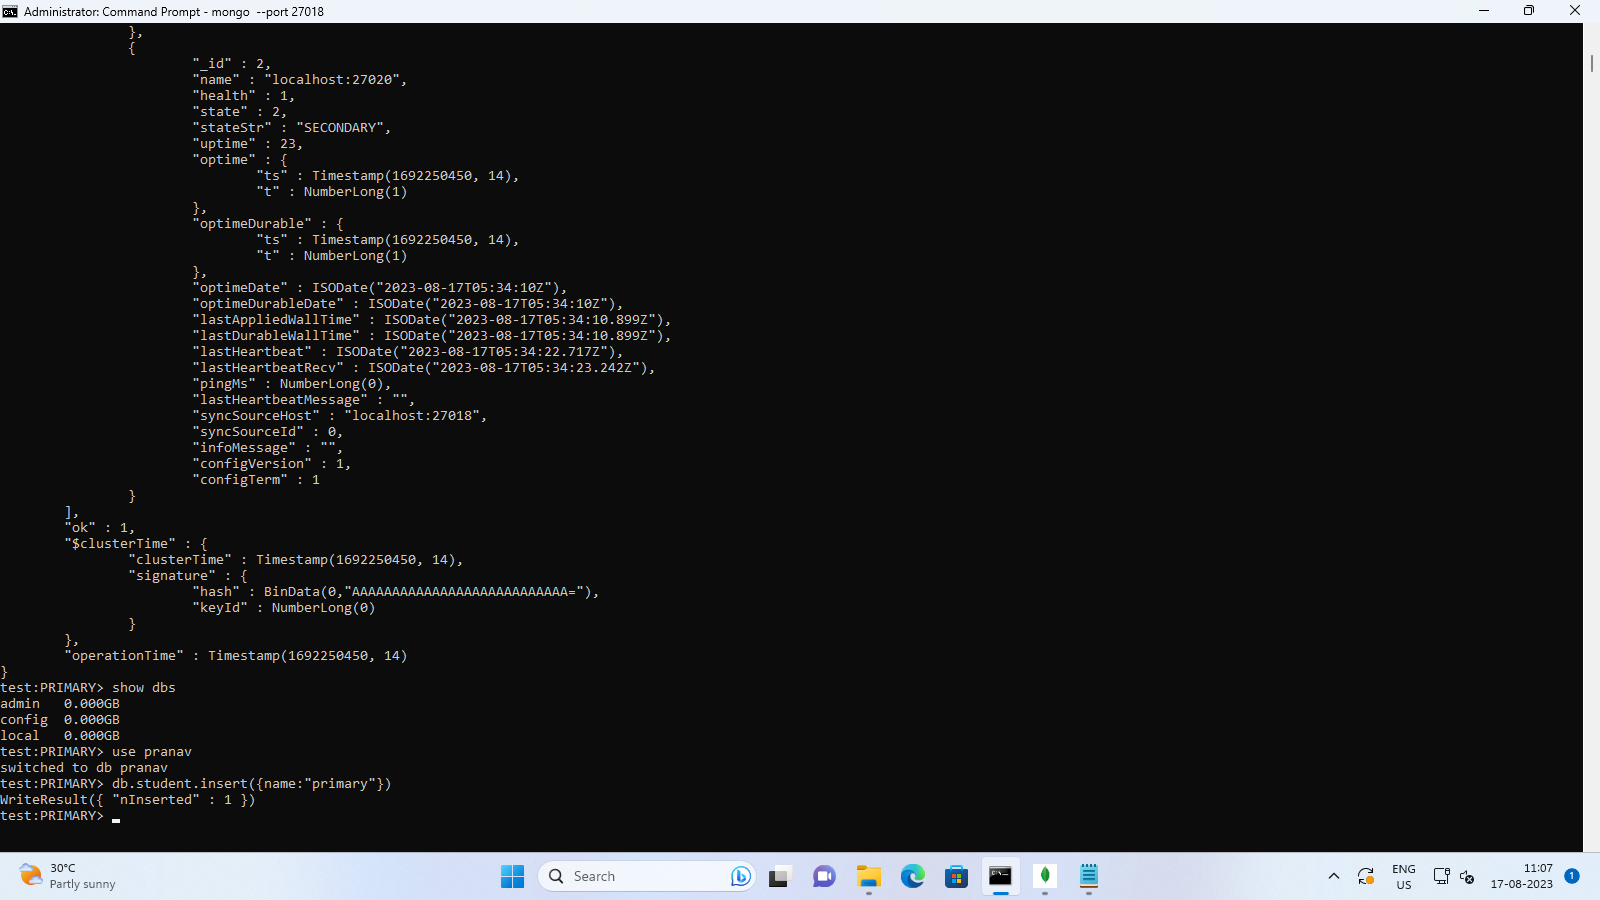 Administrator: Command Prompt - mongo  --port 27018
                },
                {
                        "_id" : 2,
                        "name" : "localhost:27020",
                        "health" : 1,
                        "state" : 2,
                        "stateStr" : "SECONDARY",
                        "uptime" : 23,
                        "optime" : {
                                "ts" : Timestamp(1692250450, 14),
                                "t" : NumberLong(1)
                        },
                        "optimeDurable" : {
                                "ts" : Timestamp(1692250450, 14),
                                "t" : NumberLong(1)
                        },
                        "optimeDate" : ISODate("2023-08-17T05:34:10Z"),
                        "optimeDurableDate" : ISODate("2023-08-17T05:34:10Z"),
                        "lastAppliedWallTime" : ISODate("2023-08-17T05:34:10.899Z"),
                        "lastDurableWallTime" : ISODate("2023-08-17T05:34:10.899Z"),
                        "lastHeartbeat" : ISODate("2023-08-17T05:34:22.717Z"),
                        "lastHeartbeatRecv" : ISODate("2023-08-17T05:34:23.242Z"),
                        "pingMs" : NumberLong(0),
                        "lastHeartbeatMessage" : "",
                        "syncSourceHost" : "localhost:27018",
                        "syncSourceId" : 0,
                        "infoMessage" : "",
                        "configVersion" : 1,
                        "configTerm" : 1
                }
        ],
        "ok" : 1,
        "$clusterTime" : {
                "clusterTime" : Timestamp(1692250450, 14),
                "signature" : {
                        "hash" : BinData(0,"AAAAAAAAAAAAAAAAAAAAAAAAAAA="),
                        "keyId" : NumberLong(0)
                }
        },
        "operationTime" : Timestamp(1692250450, 14)
}
test:PRIMARY> show dbs
admin   0.000GB
config  0.000GB
local   0.000GB
test:PRIMARY> use pranav
switched to db pranav
test:PRIMARY> db.student.insert({name:"primary"})
WriteResult({ "nInserted" : 1 })
test:PRIMARY>
30°C
Partly sunny
Search
ENG
US
11:07
17-08-2023
1